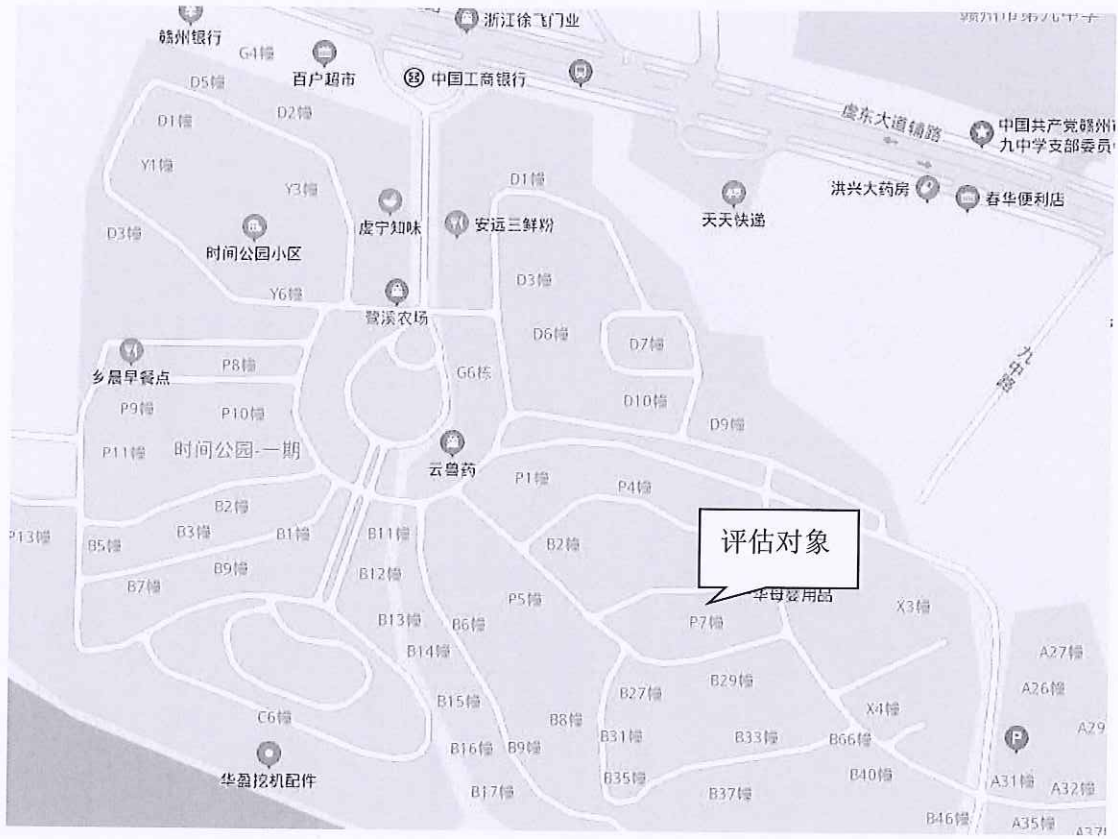 浙江徐飞门业
赣州市第九中学
赣州银行
G4幢
百户超市
中国工商银行
D5幢
D2幢
D1幢
虔东大道辅路
中国共产党赣州市
九中学支部委员
Y1幢
Y3幢
D1幢
洪兴大药房
春华便利店
天天快递
虔宁知味
安远三鲜粉
D3幢
时间公园小区
D3幢
Y6幢
鹭溪农场
D6幢
D7幢
九中路
P8幢
乡晨早餐点
G6栋
P9幢
P10幢
D10幢
D9幢
P11幢
时间公园-一期
云兽药
P1幢
P4幢
B2幢
P13幢
B5幢
B3幢
B1幢
B11幢
B2幢
评估对象
B7幢
B9幢
B12幢
P5幢
华母婴用品
X3幢
B13幢
B6幢
P7幢
B14幢
A27幢
B27幢
B29幢
A26幢
B15幢
C6幢
B8幢
X4幢
A29
B16幢
B9幢
B31幢
B33幢
B66幢
华盈挖机配件
B35幢
B40幢
A31幢
A32幢
B17幢
B37幢
B46幢
A35幢